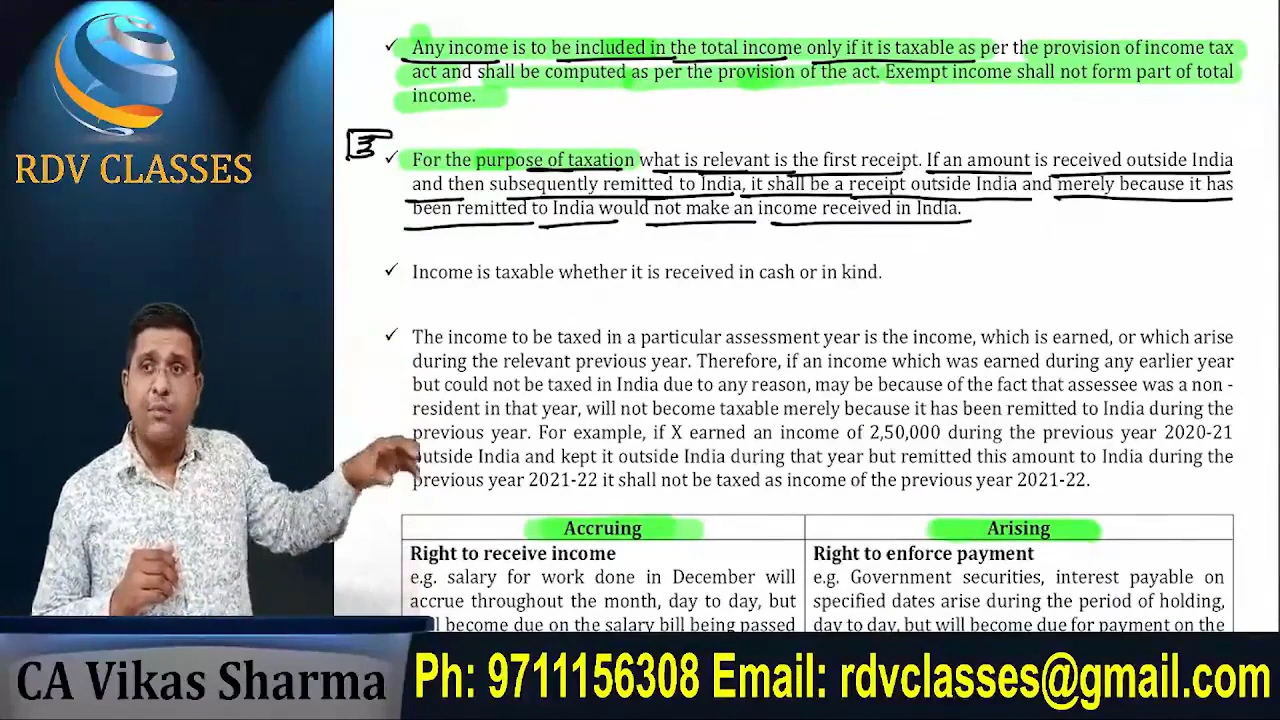 Any income is to be included in the total income only if it is taxable as per the provision of income tax
act and shall be computed as per the provision of the act. Exempt income shall not form part of total
income.
RDV CLASSES
For the purpose of taxation what is relevant is the first receipt. If an amount is received outside India
and then subsequently remitted to India, it shall be a receipt outside India and merely because it has
been remitted to India would not make an income received in India.
Income is taxable whether it is received in cash or in kind.
The income to be taxed in a particular assessment year is the income, which is earned, or which arise
during the relevant previous year. Therefore, if an income which was earned during any earlier year
but could not be taxed in India due to any reason, may be because of the fact that assessee was a non -
resident in that year, will not become taxable merely because it has been remitted to India during the
previous year. For example, if X earned an income of 2,50,000 during the previous year 2020-21
outside India and kept it outside India during that year but remitted this amount to India during the
previous year 2021-22 it shall not be taxed as income of the previous year 2021-22.
Accruing
Right to receive income
e.g. salary for work done in December will
accrue throughout the month, day to day, but
become due on the salary bill being passed
Arising
Right to enforce payment
e.g. Government securities, interest payable on
specified dates arise during the period of holding,
day to day, but will become due for payment on the
CA Vikas Sharma
Ph: 9711156308 Email: rdvclasses@gmail.com